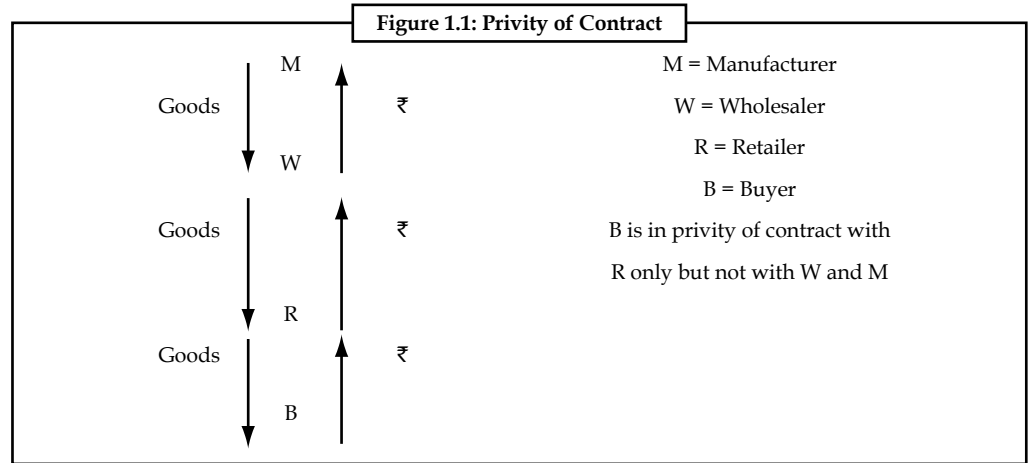 Figure 1.1: Privity of Contract
M
Goods ₹
W
Goods ₹
R
Goods ₹
B
M = Manufacturer
W = Wholesaler
R = Retailer
B = Buyer
B is in privity of contract with
R only but not with W and M